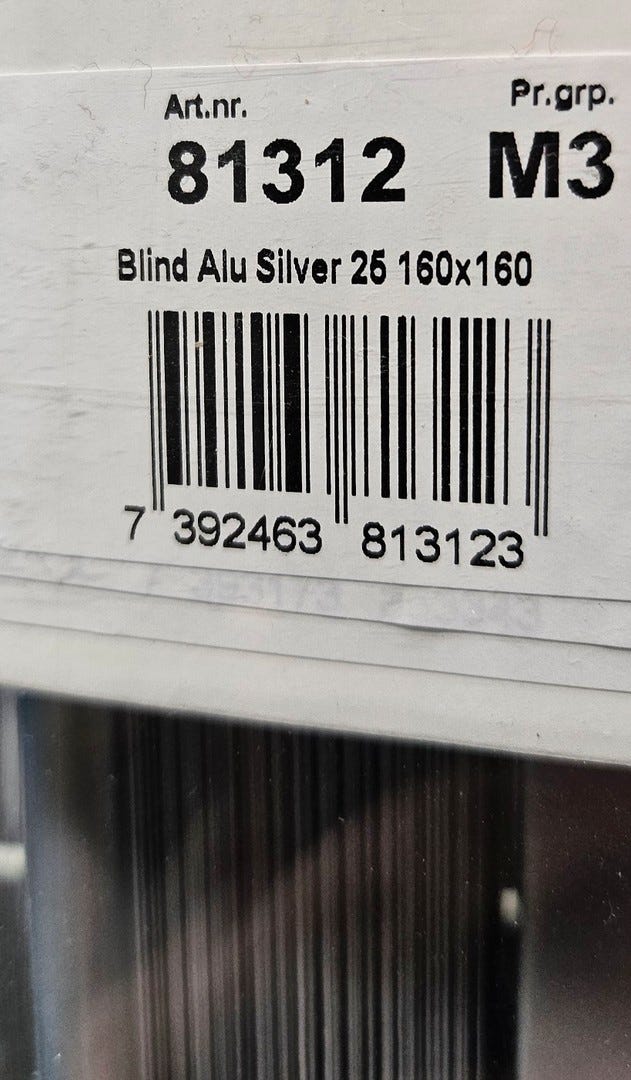 Art.nr. Pr.grp.
81312 M3
Blind Alu Silver 25 160x160
7 392463 813123